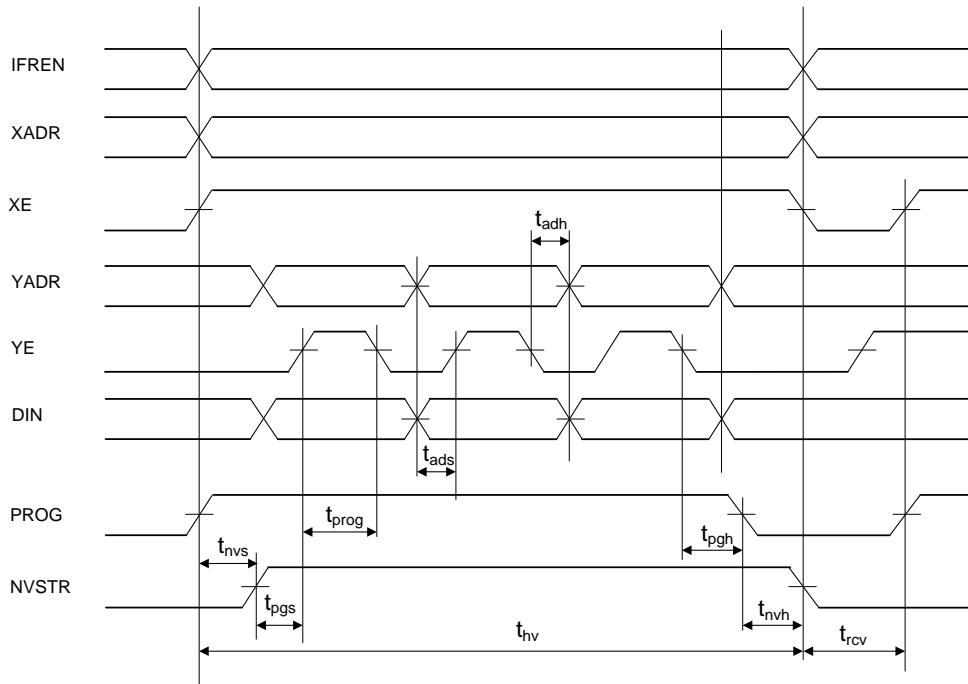 IFREN
XADR
XE
t_adh
YADR
YE
DIN
t_ads
PROG
t_prog
t_nvs
t_pgh
NVSTR
t_pgs
t_nvh
t_hv
t_rcv